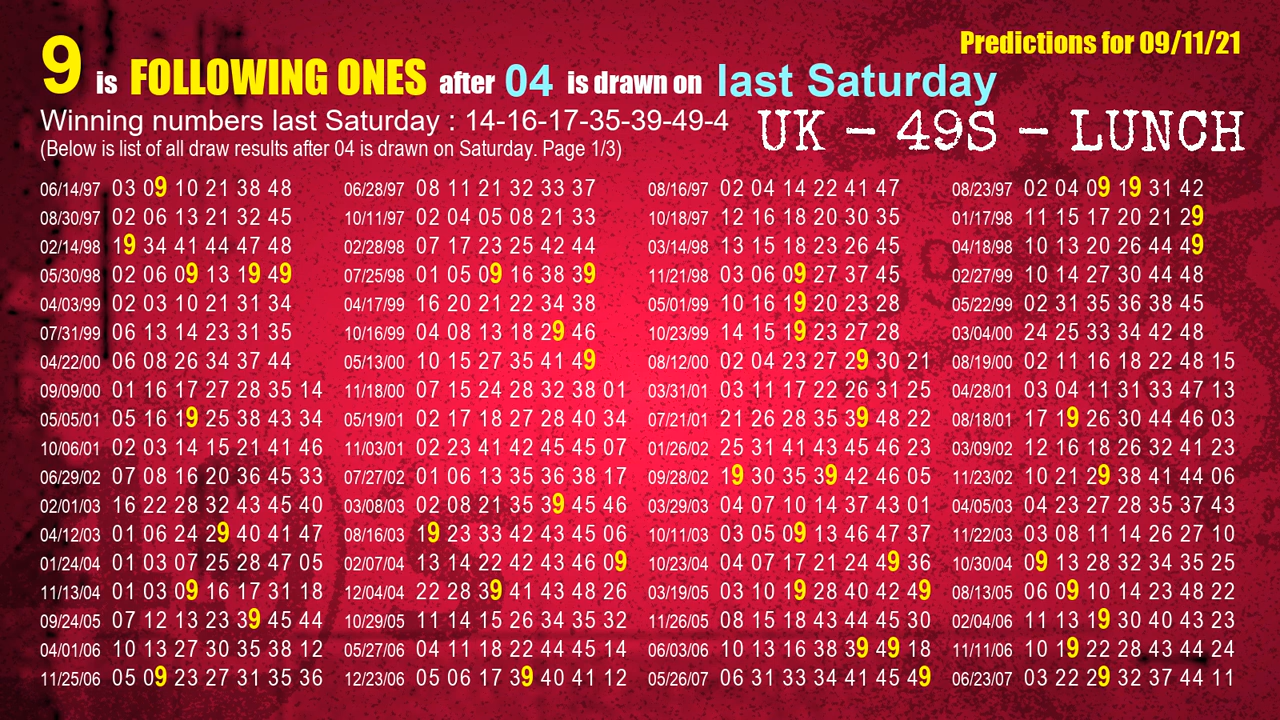 Predictions for 09/11/21
9 is FOLLOWING ONES after 04 is drawn on last Saturday
Winning numbers last Saturday : 14-16-17-35-39-49-4
UK - 49S - LUNCH
(Below is list of all draw results after 04 is drawn on Saturday. Page 1/3)
06/14/97 03 09 10 21 38 48 06/28/97 08 11 21 32 33 37 08/16/97 02 04 14 22 41 47 08/23/97 02 04 09 19 31 42
08/30/97 02 06 13 21 32 45 10/11/97 02 04 05 08 21 33 10/18/97 12 16 18 20 30 35 01/17/98 11 15 17 20 21 29
02/14/98 19 34 41 44 47 48 02/28/98 07 17 23 25 42 44 03/14/98 13 15 18 23 26 45 04/18/98 10 13 20 26 44 49
05/30/98 02 06 09 13 19 49 07/25/98 01 05 09 16 38 39 11/21/98 03 06 09 27 37 45 02/27/99 10 14 27 30 44 48
04/03/99 02 03 10 21 31 34 04/17/99 16 20 21 22 34 38 05/01/99 10 16 19 20 23 28 05/22/99 02 31 35 36 38 45
07/31/99 06 13 14 23 31 35 10/16/99 04 08 13 18 29 46 10/23/99 14 15 19 23 27 28 03/04/00 24 25 33 34 42 48
04/22/00 06 08 26 34 37 44 05/13/00 10 15 27 35 41 49 08/12/00 02 04 23 27 29 30 21 08/19/00 02 11 16 18 22 48 15
09/09/00 01 16 17 27 28 35 14 11/18/00 07 15 24 28 32 38 01 03/31/01 03 11 17 22 26 31 25 04/28/01 03 04 11 31 33 47 13
05/05/01 05 16 19 25 38 43 34 05/19/01 02 17 18 27 28 40 34 07/21/01 21 26 28 35 39 48 22 08/18/01 17 19 26 30 44 46 03
10/06/01 02 03 14 15 21 41 46 11/03/01 02 23 41 42 45 45 07 01/26/02 25 31 41 43 45 46 23 03/09/02 12 16 18 26 32 41 23
06/29/02 07 08 16 20 36 45 33 07/27/02 01 06 13 35 36 38 17 09/28/02 19 30 35 39 42 46 05 11/23/02 10 21 29 38 41 44 06
02/01/03 16 22 28 32 43 45 40 03/08/03 02 08 21 35 39 45 46 03/29/03 04 07 10 14 37 43 01 04/05/03 04 23 27 28 35 37 43
04/12/03 01 06 24 29 40 41 47 08/16/03 19 23 33 42 43 45 06 10/11/03 03 05 09 13 46 47 37 11/22/03 03 08 11 14 26 27 10
01/24/04 01 03 07 25 28 47 05 02/07/04 13 14 22 42 43 46 09 10/23/04 04 07 17 21 24 49 36 10/30/04 09 13 28 32 34 35 25
11/13/04 01 03 09 16 17 31 18 12/04/04 22 28 39 41 43 48 26 03/19/05 03 10 19 28 40 42 49 08/13/05 06 09 10 14 23 48 22
09/24/05 07 12 13 23 39 45 44 10/29/05 11 14 15 26 34 35 32 11/26/05 08 15 18 43 44 45 30 02/04/06 11 13 29 30 40 43 23
04/01/06 10 13 27 30 35 38 12 05/27/06 04 11 18 22 44 45 14 06/03/06 13 16 38 39 49 18 11/11/06 10 19 22 28 43 44 24
11/25/06 05 09 23 27 31 35 36 12/23/06 05 06 17 39 40 41 12 05/26/07 06 31 33 34 41 45 49 06/23/07 03 22 29 32 37 44 11